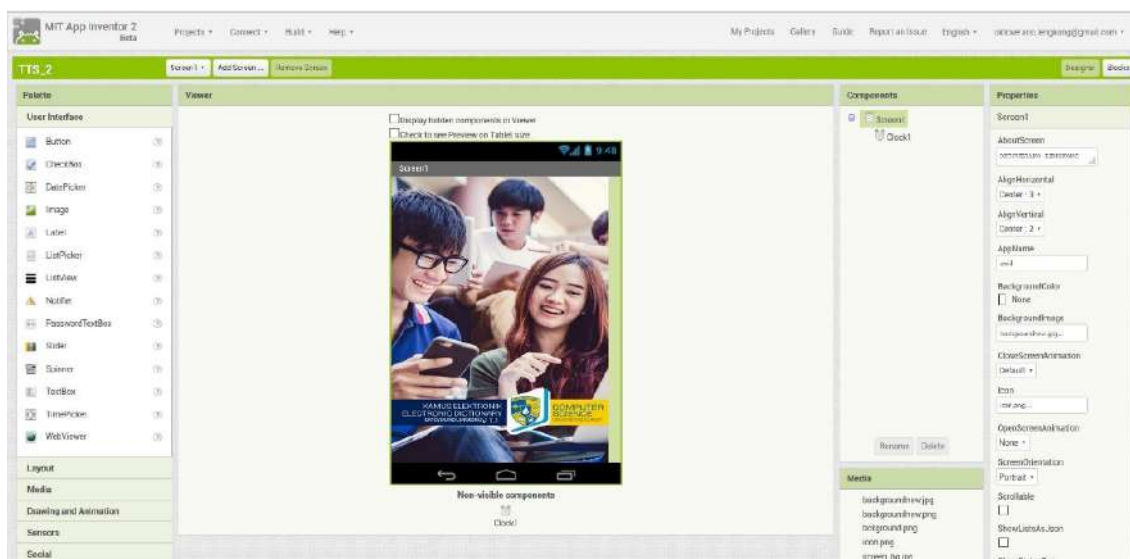 MIT App Inventor 2
Beta
Projects
Connect
Build
Help
My Projects
Gallery
Guide
Report an Issue
English
TTS_2
Screen1
Add Screen ...
Remove Screen
Designer
Blocks
Palette
User Interface
Button
CheckBox
DatePicker
Image
Label
ListPicker
ListView
Notifier
PasswordTextBox
Slider
Spinner
TextBox
TimePicker
WebViewer
Layout
Media
Drawing and Animation
Sensors
Social
Viewer
Display hidden components in Viewer
Check to see Preview on Tablet size
9:48
Screen1
KAMUS ELEKTRONIK
ELECTRONIC DICTIONARY
COMPUTER
SCIENCE
Non-visible components
Clock1
Components
Screen1
Clock1
Rename
Delete
Media
backgroundnew.jpg
backgroundnew.png
icon.png
Properties
Screen1
AboutScreen
AlignHorizontal
Center : 3
AlignVertical
Center : 2
AppName
BackgroundColor
None
BackgroundImage
backgroundnew.jpg...
CloseScreenAnimation
Default
Icon
icon.png...
OpenScreenAnimation
None
ScreenOrientation
Portrait
Scrollable
ShowListsAsJson